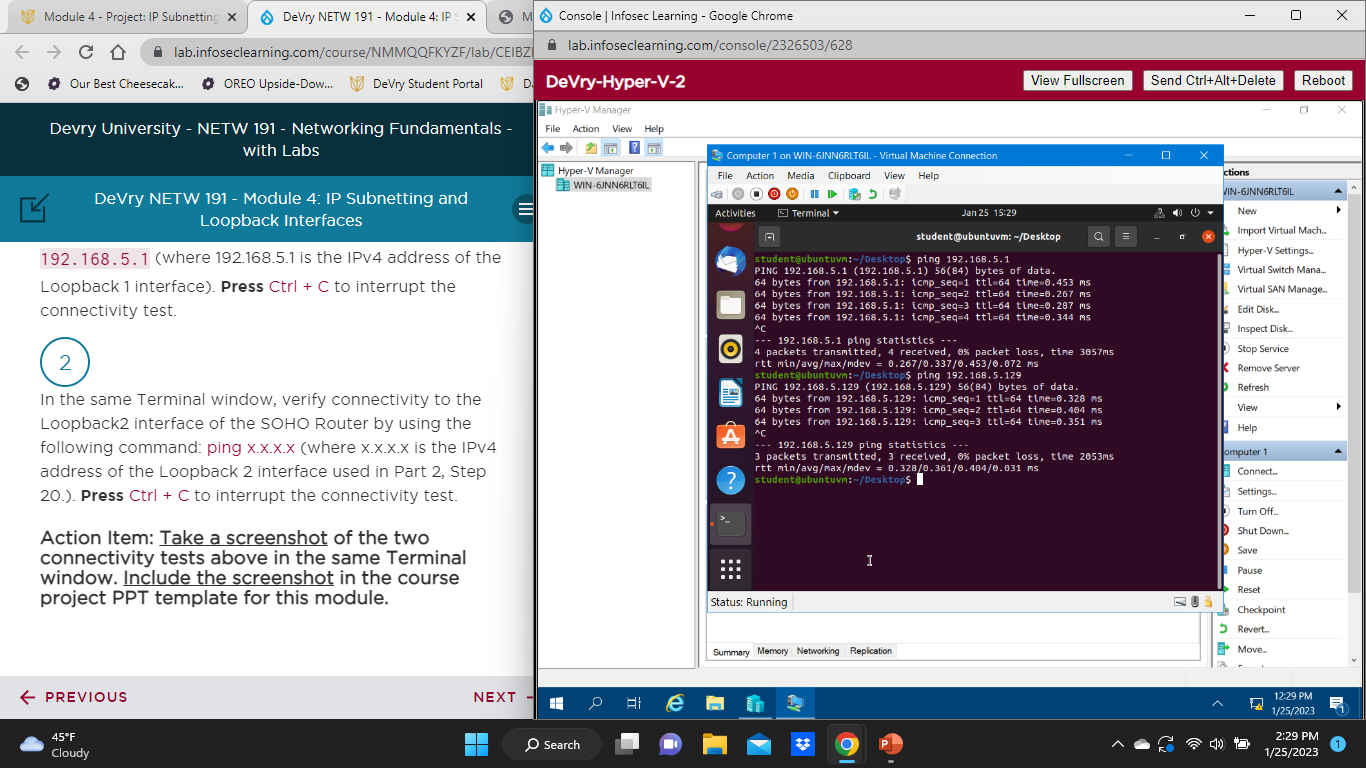 Module 4 - Project: IP Subnetting
DeVry NETW 191 - Module 4: IP S
M
lab.infoseclearning.com/course/NMMQQFKYZF/lab/CEIBZ
Our Best Cheesecak...
OREO Upside-Dow...
DeVry Student Portal
Devry University - NETW 191 - Networking Fundamentals -
with Labs
DeVry NETW 191 - Module 4: IP Subnetting and
Loopback Interfaces
192.168.5.1 (where 192.168.5.1 is the IPv4 address of the
Loopback 1 interface). Press Ctrl + C to interrupt the
connectivity test.
2
In the same Terminal window, verify connectivity to the
Loopback2 interface of the SOHO Router by using the
following command: ping x.x.x.x (where x.x.x.x is the IPv4
address of the Loopback 2 interface used in Part 2, Step
20.). Press Ctrl + C to interrupt the connectivity test.
Action Item: Take a screenshot of the two
connectivity tests above in the same Terminal
window. Include the screenshot in the course
project PPT template for this module.
PREVIOUS
NEXT
Console | Infosec Learning - Google Chrome
lab.infoseclearning.com/console/2326503/628
DeVry-Hyper-V-2
View Fullscreen
Send Ctrl+Alt+Delete
Reboot
Hyper-V Manager
File Action View Help
Hyper-V Manager
WIN-6JNN6RLT6IL
Computer 1 on WIN-6JNN6RLT6IL - Virtual Machine Connection
File Action Media Clipboard View Help
Activities
Terminal
Jan 25 15:29
student@ubuntuvm: ~/Desktop
student@ubuntuvm:~/Desktop$ ping 192.168.5.1
PING 192.168.5.1 (192.168.5.1) 56(84) bytes of data.
64 bytes from 192.168.5.1: icmp_seq=1 ttl=64 time=0.453 ms
64 bytes from 192.168.5.1: icmp_seq=2 ttl=64 time=0.267 ms
64 bytes from 192.168.5.1: icmp_seq=3 ttl=64 time=0.287 ms
64 bytes from 192.168.5.1: icmp_seq=4 ttl=64 time=0.344 ms
^C
--- 192.168.5.1 ping statistics ---
4 packets transmitted, 4 received, 0% packet loss, time 3057ms
rtt min/avg/max/mdev = 0.267/0.337/0.453/0.072 ms
student@ubuntuvm:~/Desktop$ ping 192.168.5.129
PING 192.168.5.129 (192.168.5.129) 56(84) bytes of data.
64 bytes from 192.168.5.129: icmp_seq=1 ttl=64 time=0.328 ms
64 bytes from 192.168.5.129: icmp_seq=2 ttl=64 time=0.404 ms
64 bytes from 192.168.5.129: icmp_seq=3 ttl=64 time=0.351 ms
^C
--- 192.168.5.129 ping statistics ---
3 packets transmitted, 3 received, 0% packet loss, time 2053ms
rtt min/avg/max/mdev = 0.328/0.361/0.404/0.031 ms
student@ubuntuvm:~/Desktop$
Status: Running
Summary Memory Networking Replication
ctions
VIN-6JNN6RLT6IL
New
Import Virtual Mach...
Hyper-V Settings...
Virtual Switch Mana...
Virtual SAN Manage...
Edit Disk...
Inspect Disk...
Stop Service
Remove Server
Refresh
View
Help
omputer 1
Connect...
Settings...
Turn Off...
Shut Down...
Save
Pause
Reset
Checkpoint
Revert...
Move...
12:29 PM
1/25/2023
1
45°F
Cloudy
Search
2:29 PM
1/25/2023
1